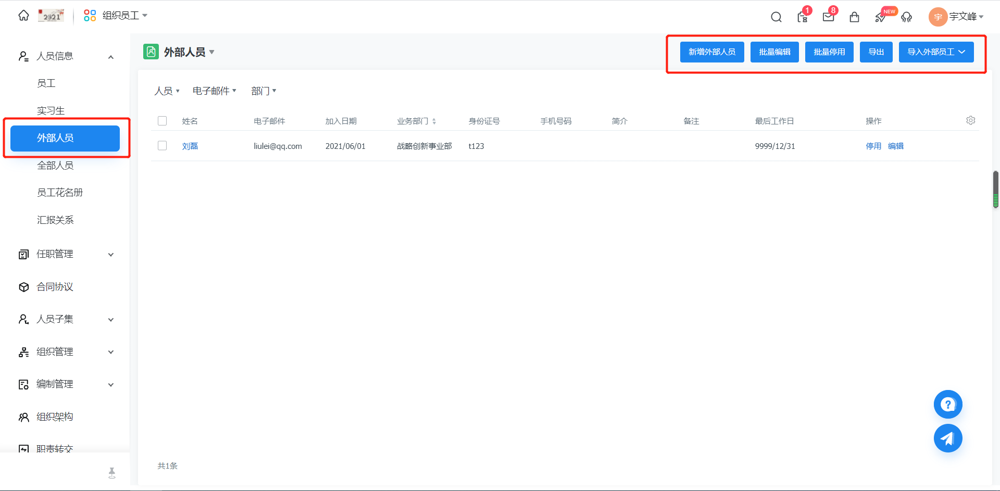 2021 组织员工 1 8 NEW 宇 宇文峰
人员信息
员工
实习生
外部人员
全部人员
员工花名册
汇报关系
任职管理
合同协议
人员子集
组织管理
编制管理
组织架构
职责转交
外部人员 新增外部人员 批量编辑 批量停用 导出 导入外部员工
人员 电子邮件 部门
姓名 电子邮件 加入日期 业务部门 身份证号 手机号码 简介 备注 最后工作日 操作
刘磊 liulei@qq.com 2021/06/01 战略创新事业部 t123 9999/12/31 停用 编辑
?
共1条